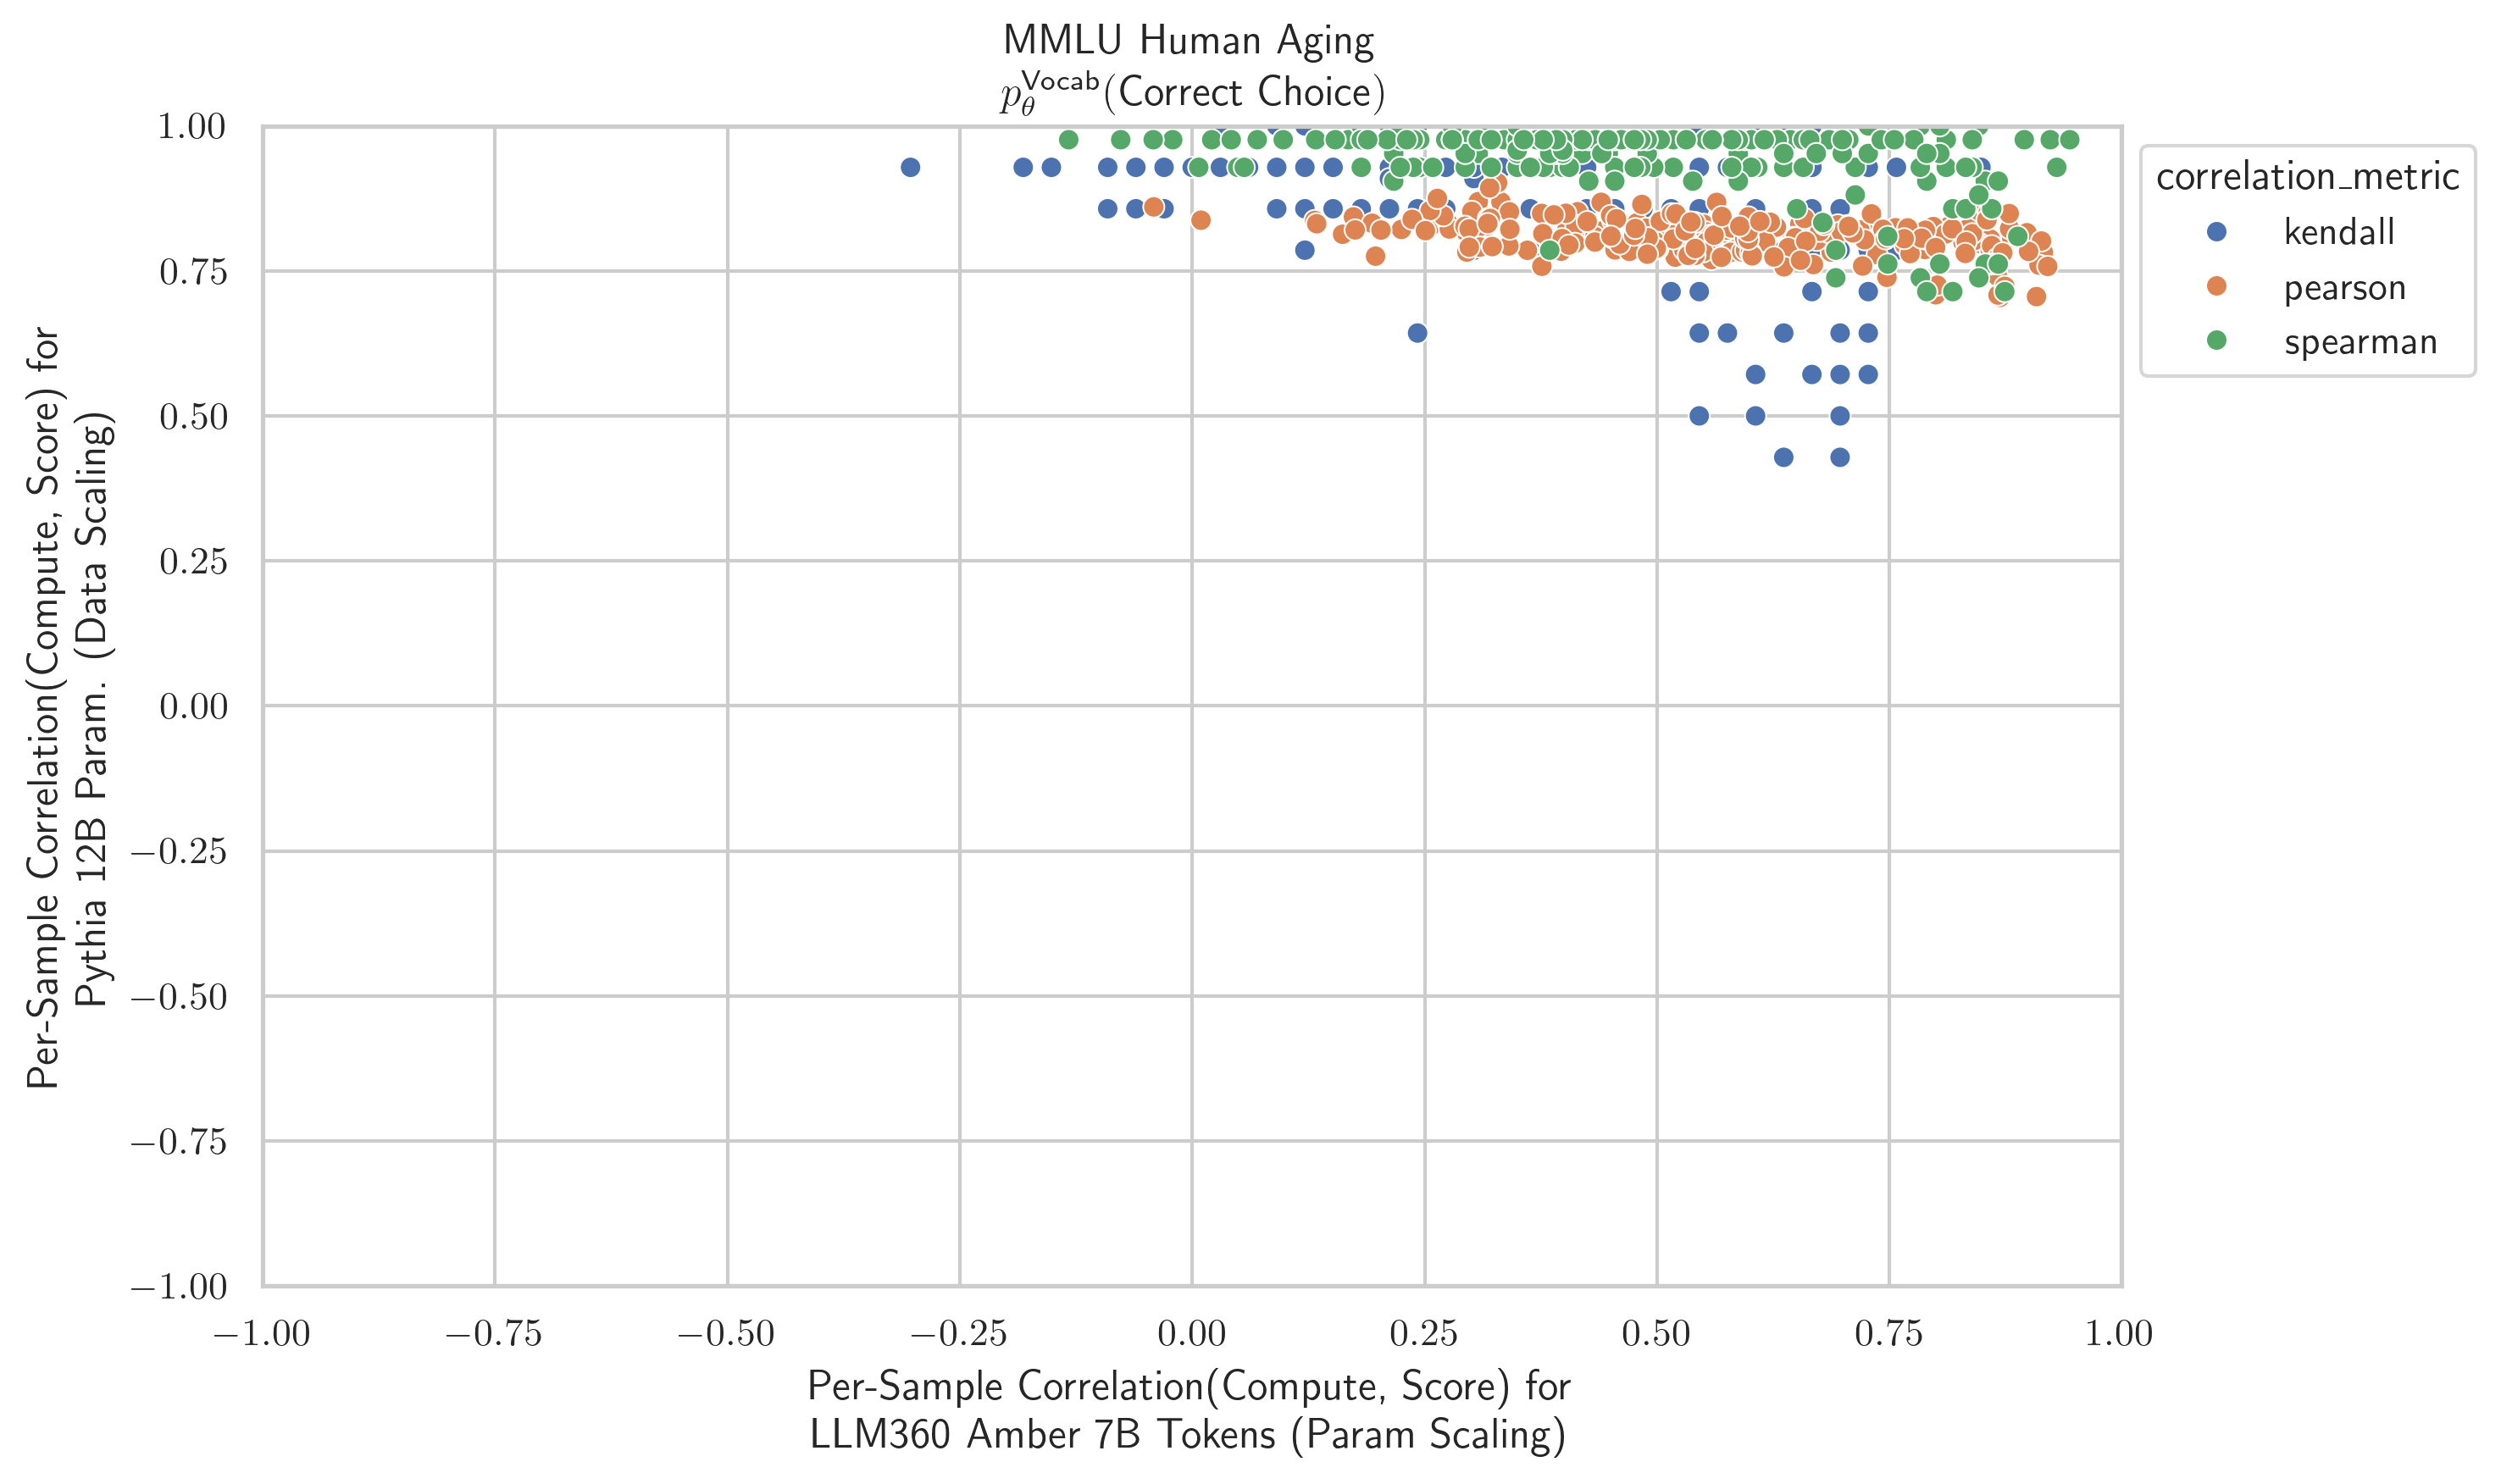 MMLU Human Aging
p_θ^Vocab(Correct Choice)
1.00
0.75
0.50
0.25
0.00
−0.25
−0.50
−0.75
−1.00
Per-Sample Correlation(Compute, Score) for
Pythia 12B Param. (Data Scaling)
−1.00
−0.75
−0.50
−0.25
0.00
0.25
0.50
0.75
1.00
Per-Sample Correlation(Compute, Score) for
LLM360 Amber 7B Tokens (Param Scaling)
correlation_metric
kendall
pearson
spearman